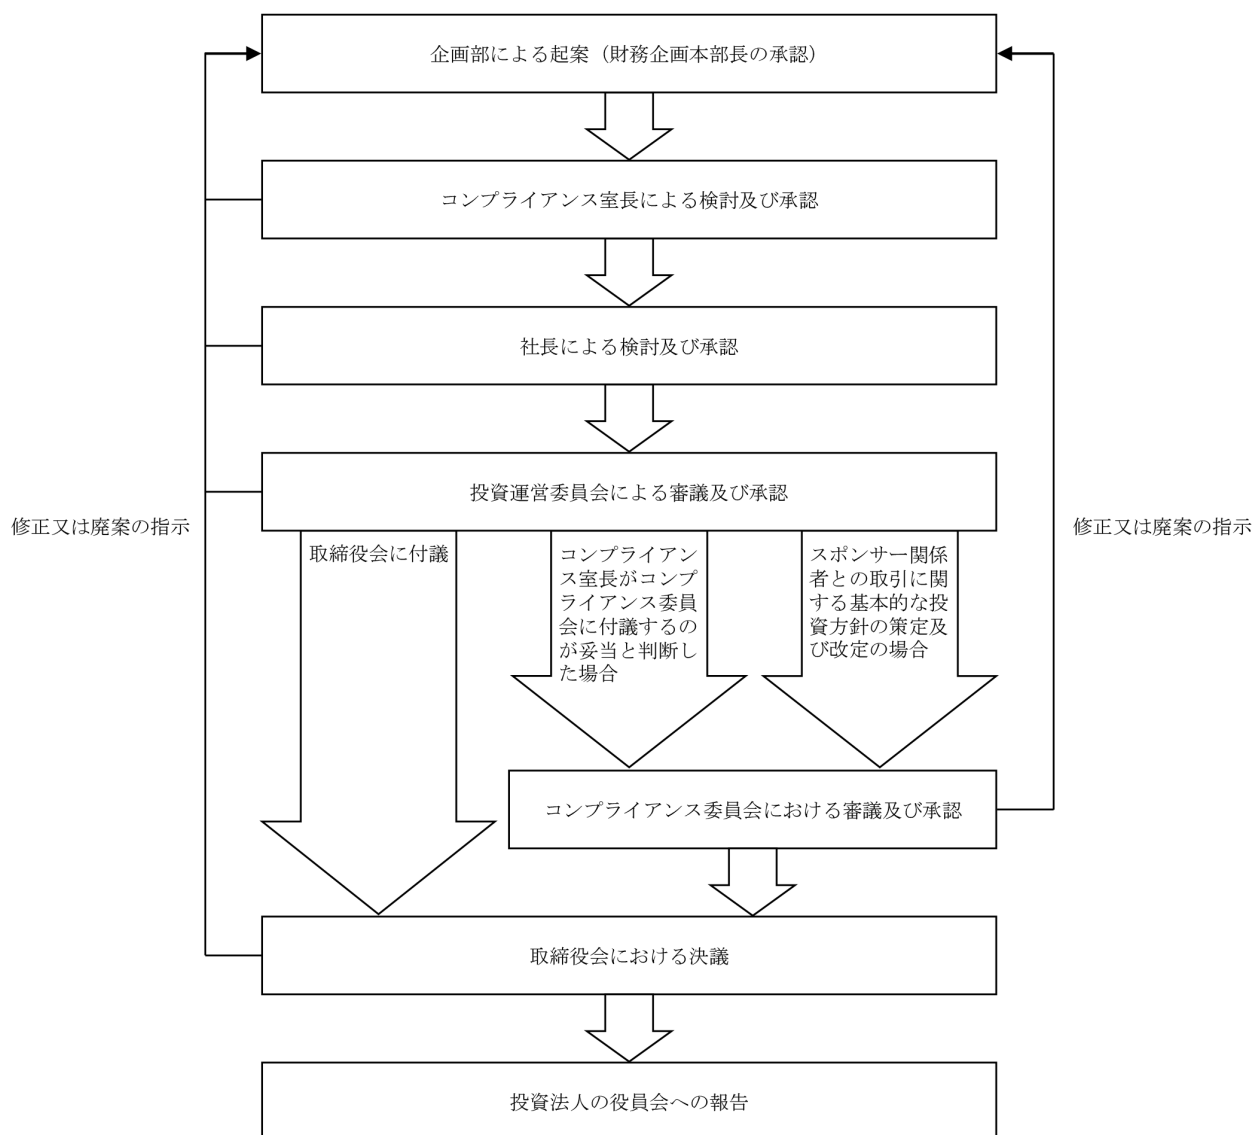 企画部による起案（財務企画本部長の承認）
コンプライアンス室長による検討及び承認
社長による検討及び承認
投資運営委員会による審議及び承認
修正又は廃案の指示
修正又は廃案の指示
取締役会に付議
コンプライアン
ス室長がコンプ
ライアンス委員
会に付議するの
が妥当と判断し
た場合
スポンサー関係
者との取引に関
する基本的な投
資方針の策定及
び改定の場合
コンプライアンス委員会における審議及び承認
取締役会における決議
投資法人の役員会への報告